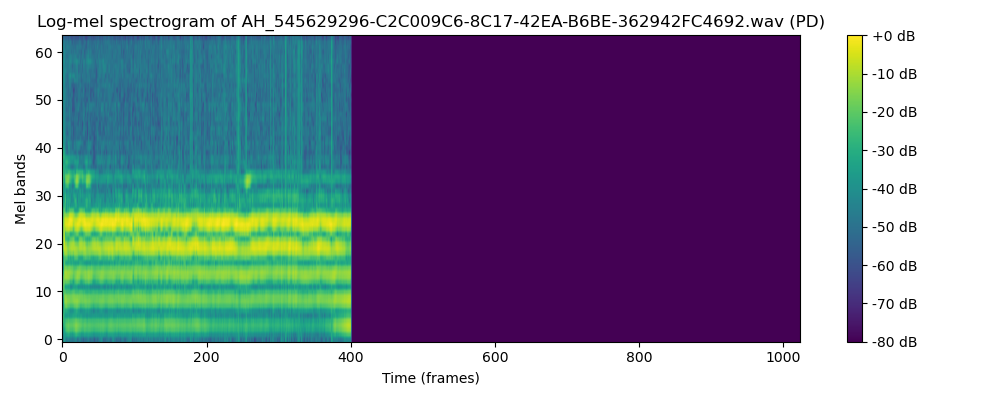 Log-mel spectrogram of AH_545629296-C2C009C6-8C17-42EA-B6BE-362942FC4692.wav (PD)
60
50
40
30
20
10
0
Mel bands
0 200 400 600 800 1000
Time (frames)
+0 dB
-10 dB
-20 dB
-30 dB
-40 dB
-50 dB
-60 dB
-70 dB
-80 dB